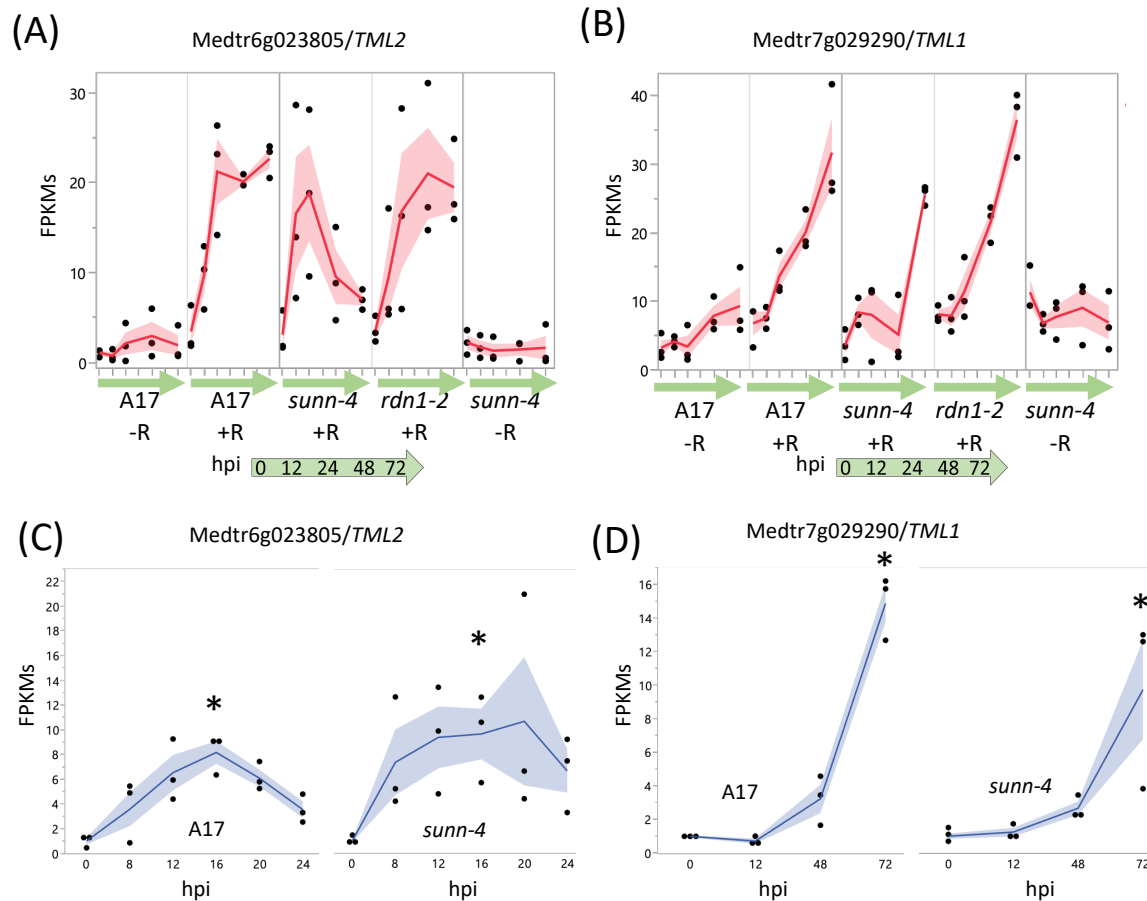 (A)
Medtr6g023805/TML2
FPKMs
30
20
10
0
A17 A17 sunn-4 rdn1-2 sunn-4
-R +R +R +R -R
hpi 0 12 24 48 72
(B)
Medtr7g029290/TML1
FPKMs
40
30
20
10
0
A17 A17 sunn-4 rdn1-2 sunn-4
-R +R +R +R -R
hpi 0 12 24 48 72
(C)
Medtr6g023805/TML2
FPKMs
22
21
20
18
16
14
12
10
8
6
4
2
0
*
*
A17
sunn-4
0 8 12 16 20 24
0 8 12 16 20 24
hpi
hpi
(D)
Medtr7g029290/TML1
FPKMs
16
14
12
10
8
6
4
2
1
0
*
*
A17
sunn-4
0 12 48 72
0 12 48 72
hpi
hpi